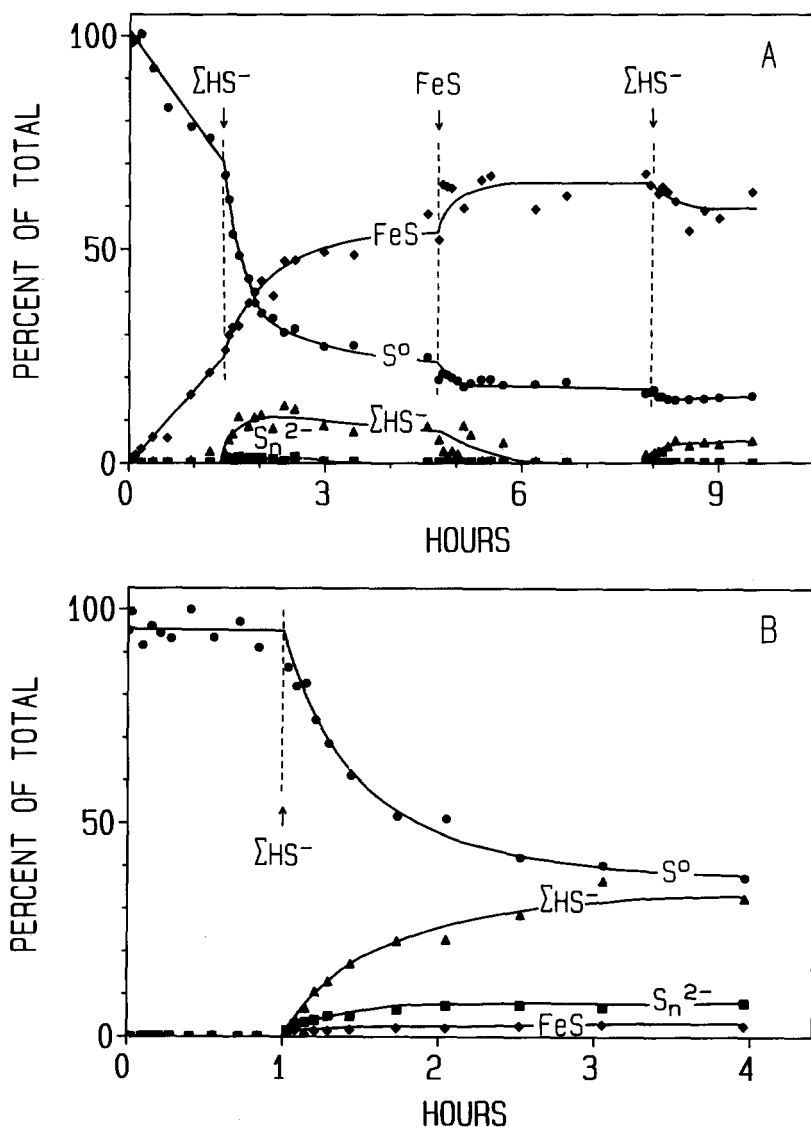 A
PERCENT OF TOTAL
100
50
0
ΣHS⁻
FeS
ΣHS⁻
FeS
S⁰
ΣHS⁻
Sₙ²⁻
0
3
6
9
HOURS
B
PERCENT OF TOTAL
100
50
0
ΣHS⁻
S⁰
ΣHS⁻
Sₙ²⁻
FeS
0
1
2
3
4
HOURS